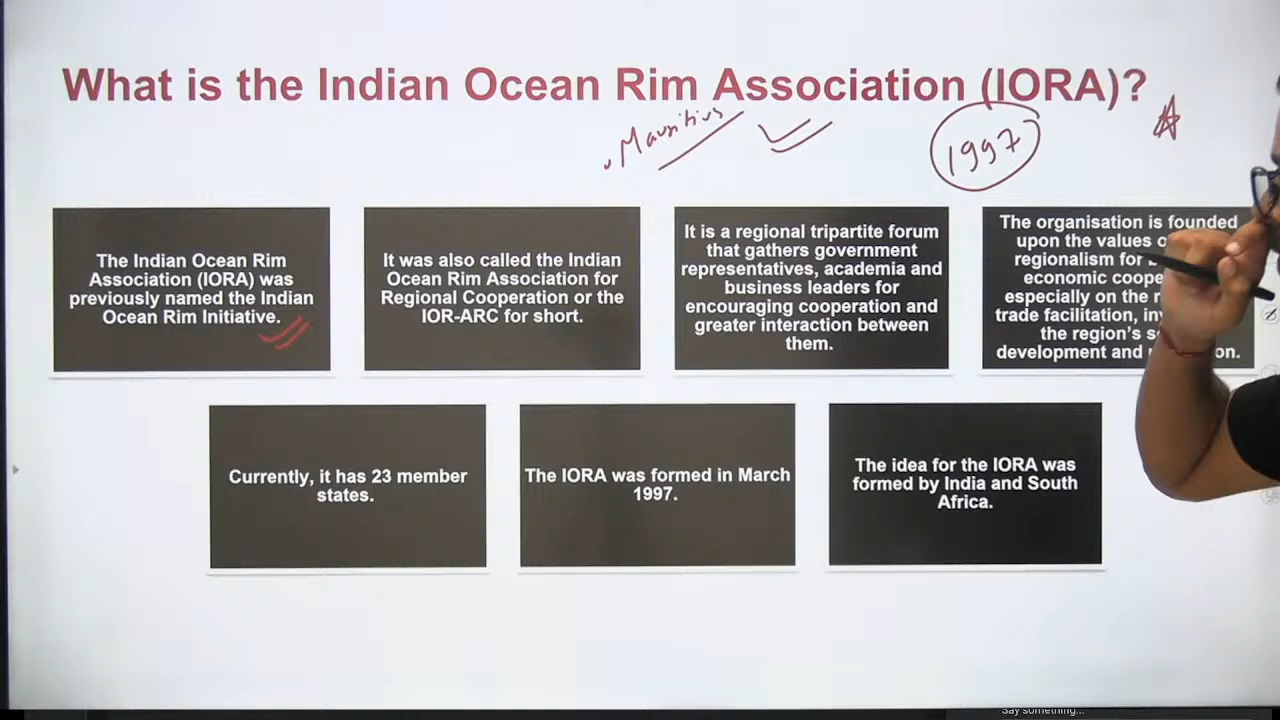 What is the Indian Ocean Rim Association (IORA)?
Mauritius
1997
The Indian Ocean Rim
Association (IORA) was
previously named the Indian
Ocean Rim Initiative.
It was also called the Indian
Ocean Rim Association for
Regional Cooperation or the
IOR-ARC for short.
It is a regional tripartite forum
that gathers government
representatives, academia and
business leaders for
encouraging cooperation and
greater interaction between
them.
The organisation is founded
upon the values
regionalism for
economic
especially on the
trade facilitation,
the region's
development and
Currently, it has 23 member
states.
The IORA was formed in March
1997.
The idea for the IORA was
formed by India and South
Africa.
Say something...